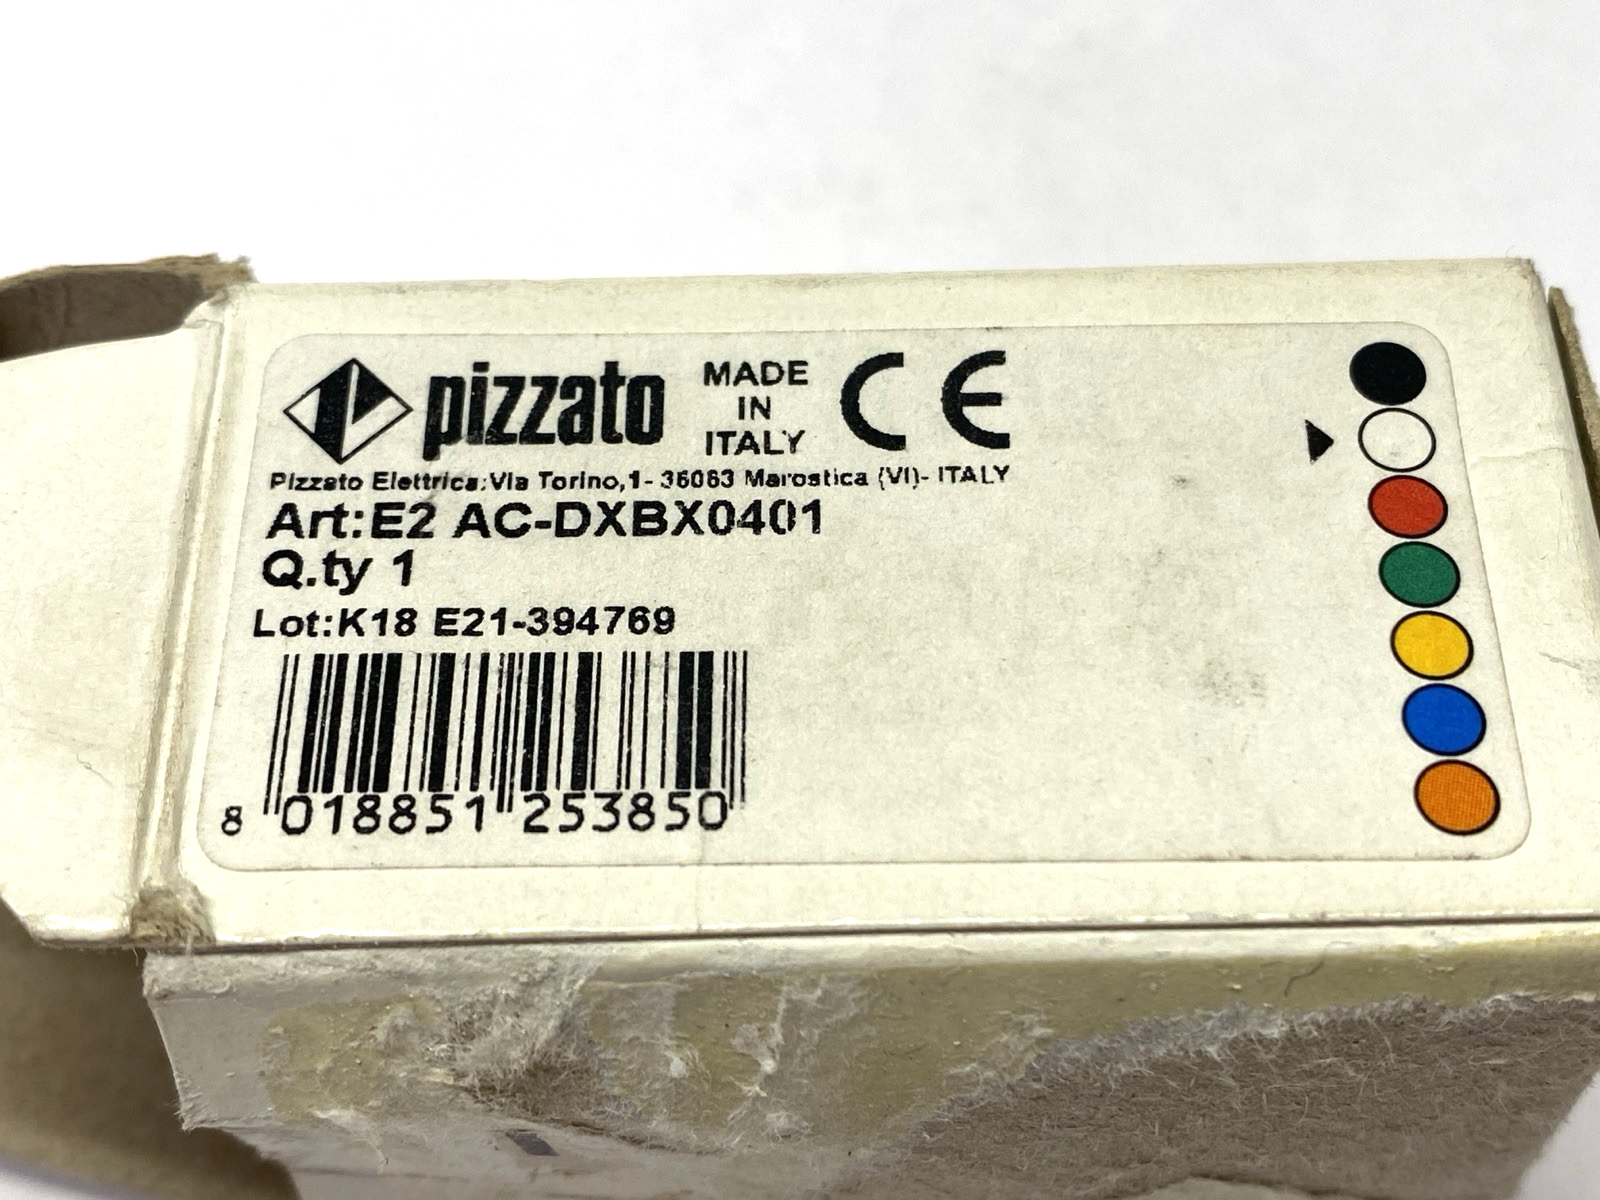 pizzato
MADE
IN
ITALY
CE
Pizzato Elettrica:Via Torino,1- 36063 Marostica (VI)- ITALY
Art:E2 AC-DXBX0401
Q.ty 1
Lot:K18 E21-394769
8 018851 253850